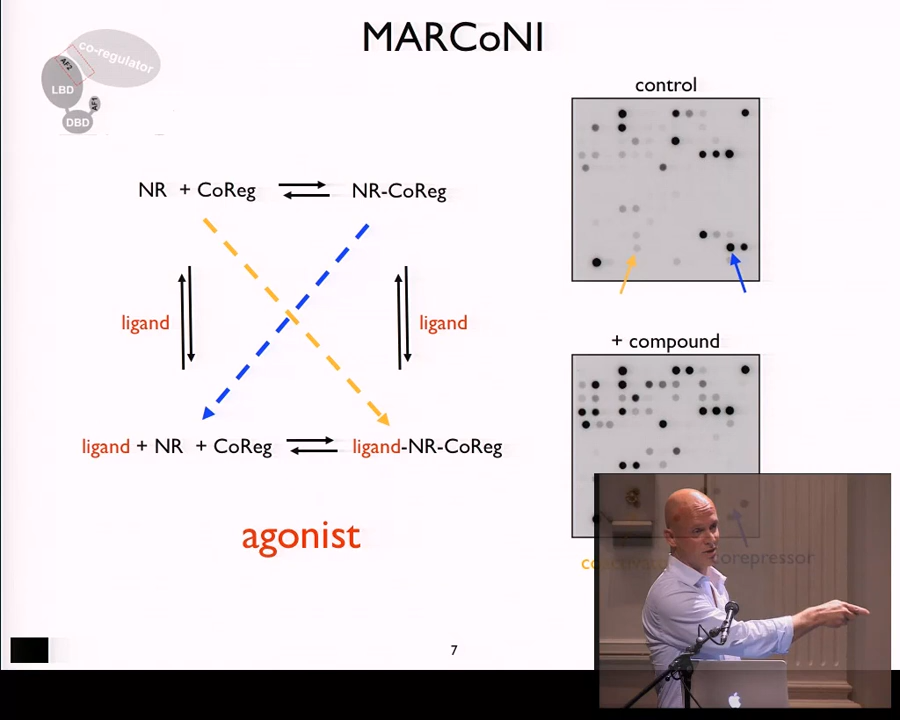 MARCoNI
co-regulator
AF2
LBD
AF1
DBD
control
NR + CoReg
NR-CoReg
ligand
ligand
+ compound
ligand + NR + CoReg
ligand-NR-CoReg
agonist
corepressor
7